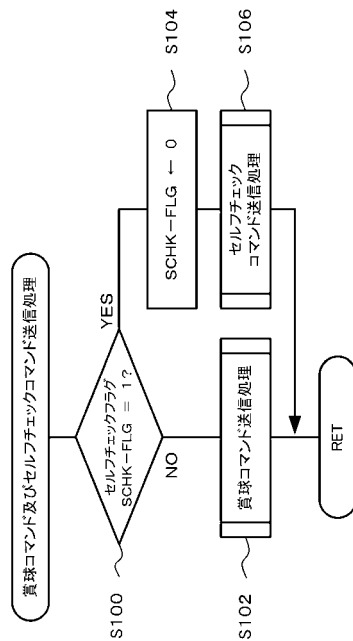 賞球コマンド及びセルフチェックコマンド送信処理
S100
セルフチェックフラグ
SCHK-FLG = 1?
YES
NO
S104
SCHK-FLG ← 0
S102
賞球コマンド送信処理
S106
セルフチェック
コマンド送信処理
RET